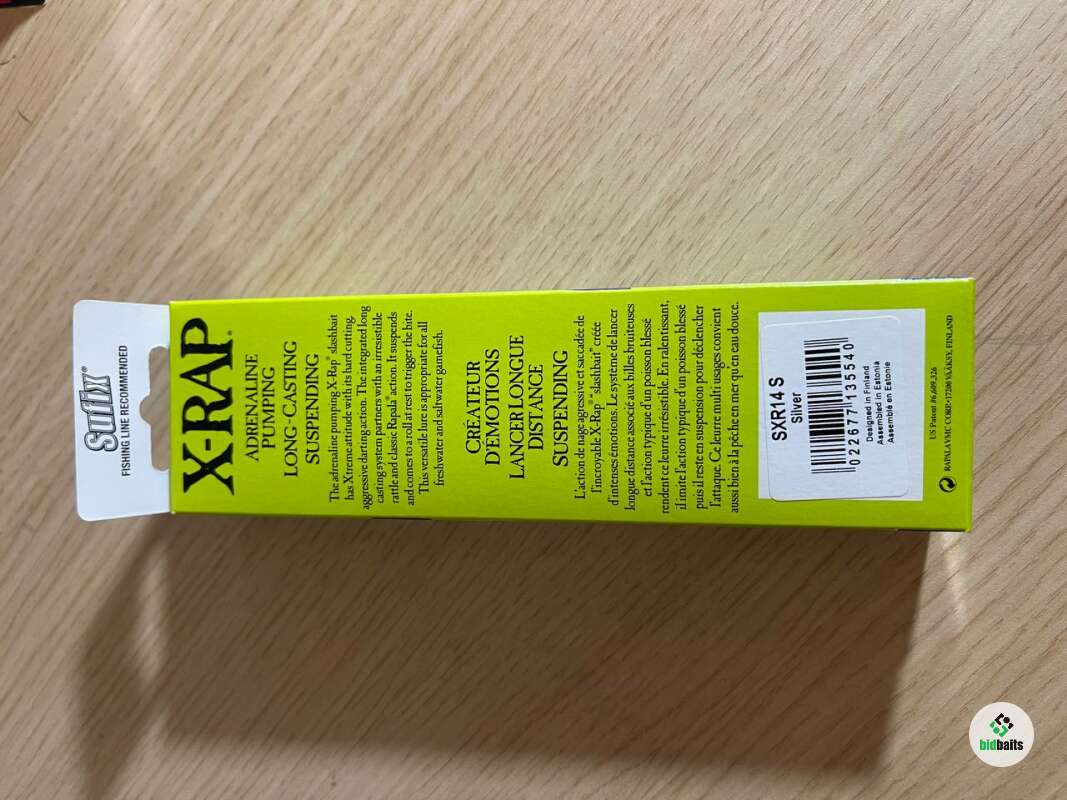 Sufix®
FISHING LINE RECOMMENDED
X-RAP®
ADRENALINE
PUMPING
LONG-CASTING
SUSPENDING
The adrenaline pumping X-Rap® slashbait
has Xtreme attitude with its hard cutting,
aggressive darting action. The integrated long
casting system partners with an irresistible
rattle and classic Rapala® action. If suspends
and comes to a roll at rest to trigger the bite.
This versatile lure is appropriate for all
freshwater and saltwater gamefish.
CRÉATEUR
D'EMOTIONS
LANCER LONGUE
DISTANCE
SUSPENDING
L'action de nage agressive et saccadée de
l'incroyable X-Rap® "slashbait" créée
d'intenses émotions. Le système de lancer
longue distance associé aux billes bruiteuses
et l'action typique d'un poisson blessé
rendent ce leurre irrésistible. En ralentissant,
il imite l'action typique d'un poisson blessé
puis il reste en suspension pour déclencher
l'attaque. Ce leurre multi usages convient
aussi bien à la pêche en mer qu'en eau douce.
SXR14 S
Silver
0 22677 13554 0
Designed in Finland
Assembled in Estonia
Assemblé en Estonie
US Patent #6,609,326
RAPALA VMC CORP.•17200 VÄÄKSY, FINLAND
bidbaits